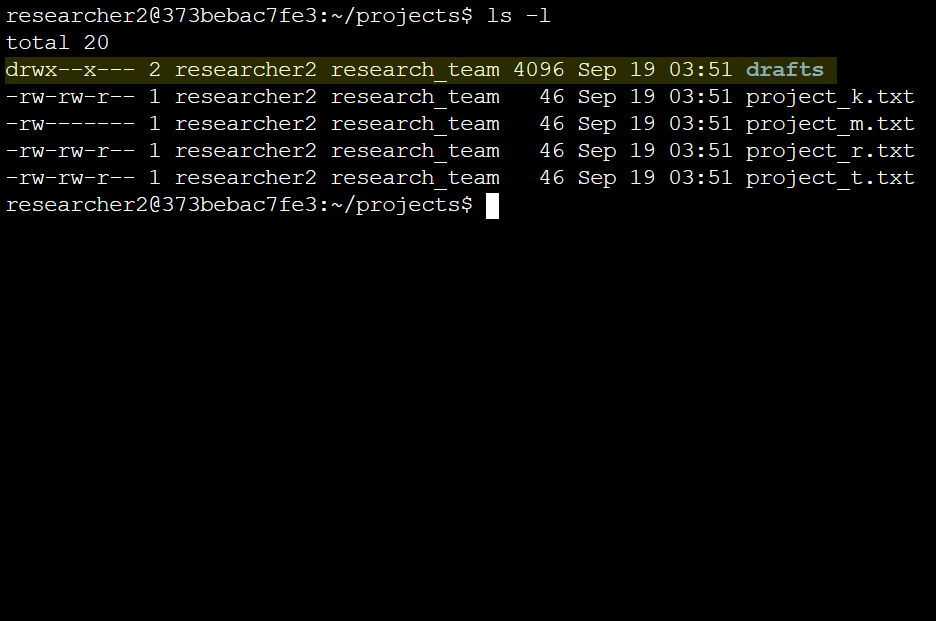 researcher2@373bebac7fe3:~/projects$ ls -l
total 20
drwx--x--- 2 researcher2 research_team 4096 Sep 19 03:51 drafts
-rw-rw-r-- 1 researcher2 research_team   46 Sep 19 03:51 project_k.txt
-rw------- 1 researcher2 research_team   46 Sep 19 03:51 project_m.txt
-rw-rw-r-- 1 researcher2 research_team   46 Sep 19 03:51 project_r.txt
-rw-rw-r-- 1 researcher2 research_team   46 Sep 19 03:51 project_t.txt
researcher2@373bebac7fe3:~/projects$